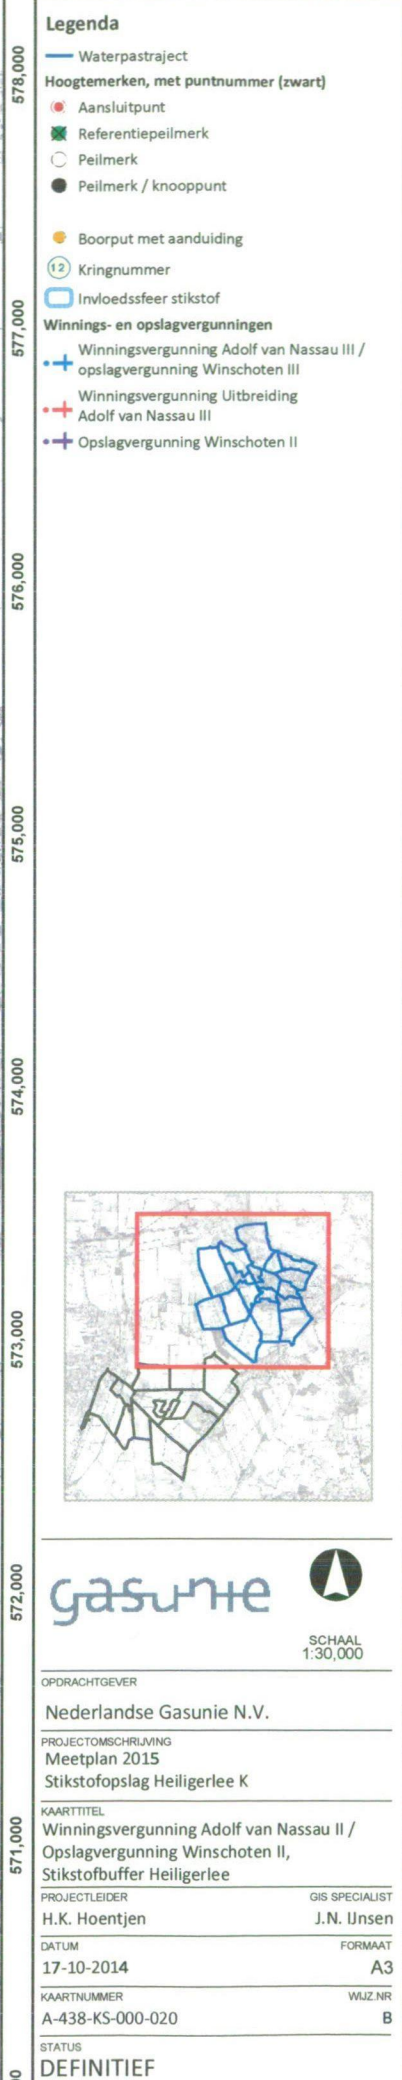 Legenda
Waterpastraject
Hoogtemerken, met puntnummer (zwart)
Aansluitpunt
Referentiepeilmerk
Peilmerk
Peilmerk / knooppunt
Boorput met aanduiding
12 Kringnummer
Invloedssfeer stikstof
Winnings- en opslagvergunningen
Winningsvergunning Adolf van Nassau III /
opslagvergunning Winschoten III
Winningsvergunning Uitbreiding
Adolf van Nassau III
Opslagvergunning Winschoten II
578,000
577,000
576,000
575,000
574,000
573,000
572,000
571,000
gasunie
SCHAAL
1:30,000
OPDRACHTGEVER
Nederlandse Gasunie N.V.
PROJECTOMSCHRIJVING
Meetplan 2015
Stikstofopslag Heiligerlee K
KAARTTITEL
Winningsvergunning Adolf van Nassau II /
Opslagvergunning Winschoten II,
Stikstofbuffer Heiligerlee
PROJECTLEIDER GIS SPECIALIST
H.K. Hoentjen J.N. IJnsen
DATUM FORMAAT
17-10-2014 A3
KAARTNUMMER WIJZ.NR
A-438-KS-000-020 B
STATUS
DEFINITIEF